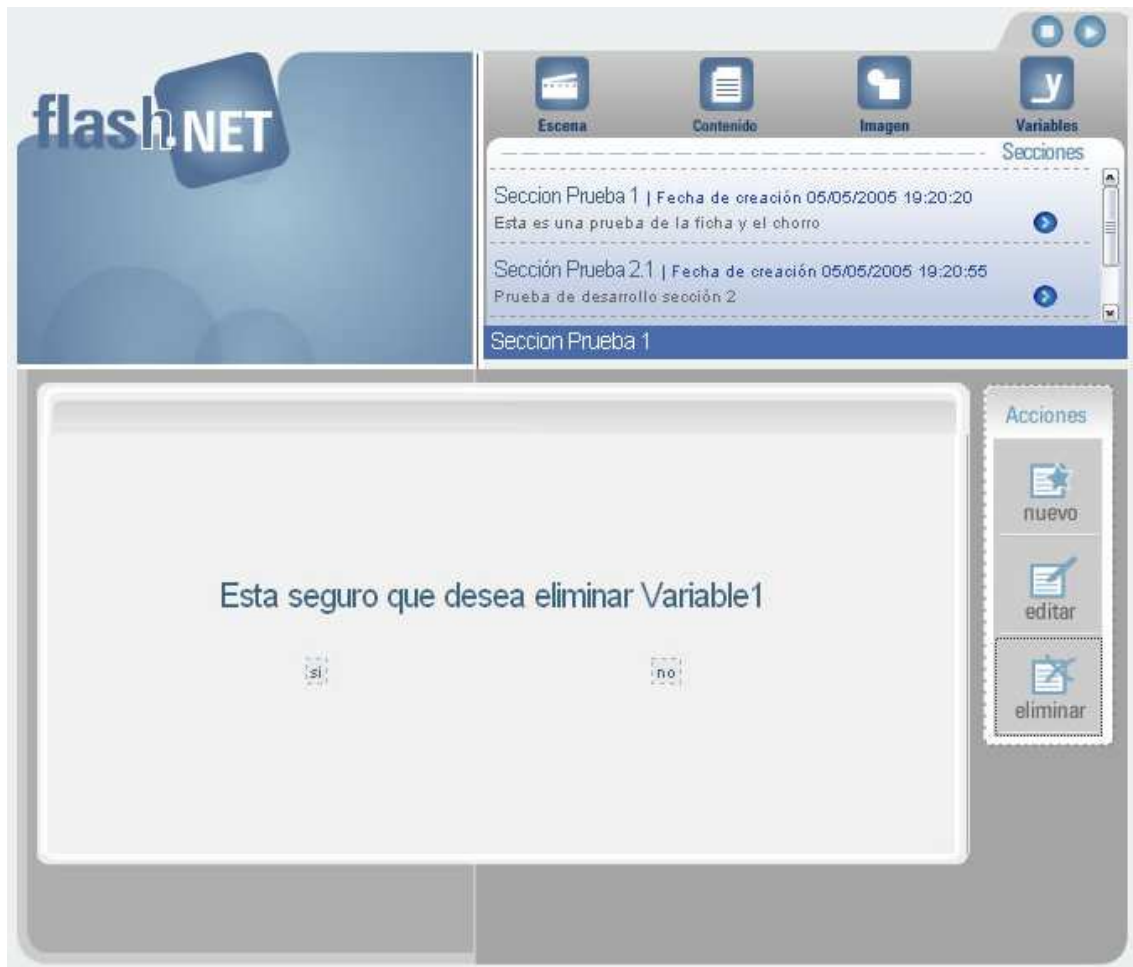 flash.NET
Escena
Contenido
Imagen
_y
Variables
Secciones
Seccion Prueba 1 | Fecha de creación 05/05/2005 19:20:20
Esta es una prueba de la ficha y el chorro
Sección Prueba 2.1 | Fecha de creación 05/05/2005 19:20:55
Prueba de desarrollo sección 2
Seccion Prueba 1
Acciones
nuevo
editar
eliminar
Esta seguro que desea eliminar Variable1
si
no